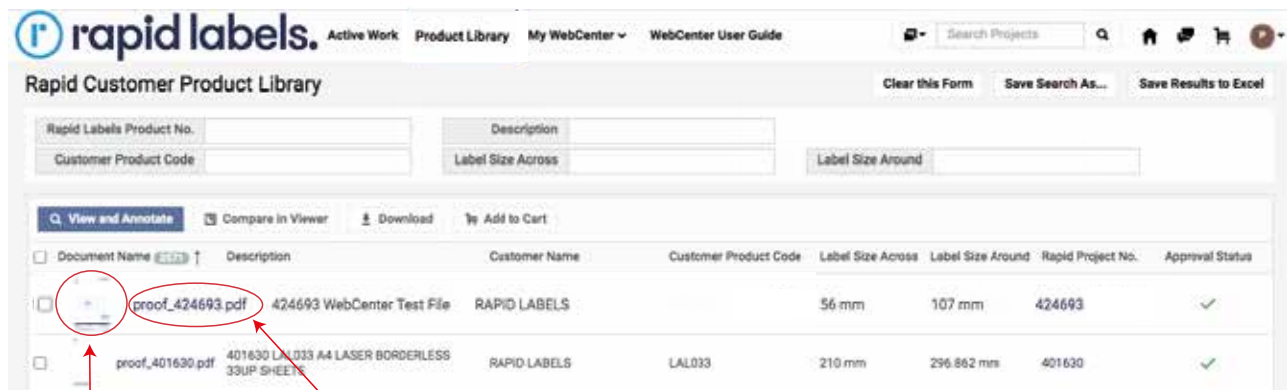 rapid labels. Active Work Product Library My WebCenter WebCenter User Guide Search Projects P
Rapid Customer Product Library Clear this Form Save Search As... Save Results to Excel
Rapid Labels Product No. Description
Customer Product Code Label Size Across Label Size Around
View and Annotate Compare in Viewer Download Add to Cart
Document Name ↑ Description Customer Name Customer Product Code Label Size Across Label Size Around Rapid Project No. Approval Status
proof_424693.pdf 424693 WebCenter Test File RAPID LABELS 56 mm 107 mm 424693
proof_401630.pdf 401630 LAL033 A4 LASER BORDERLESS 33UP SHEETS RAPID LABELS LAL033 210 mm 296.862 mm 401630